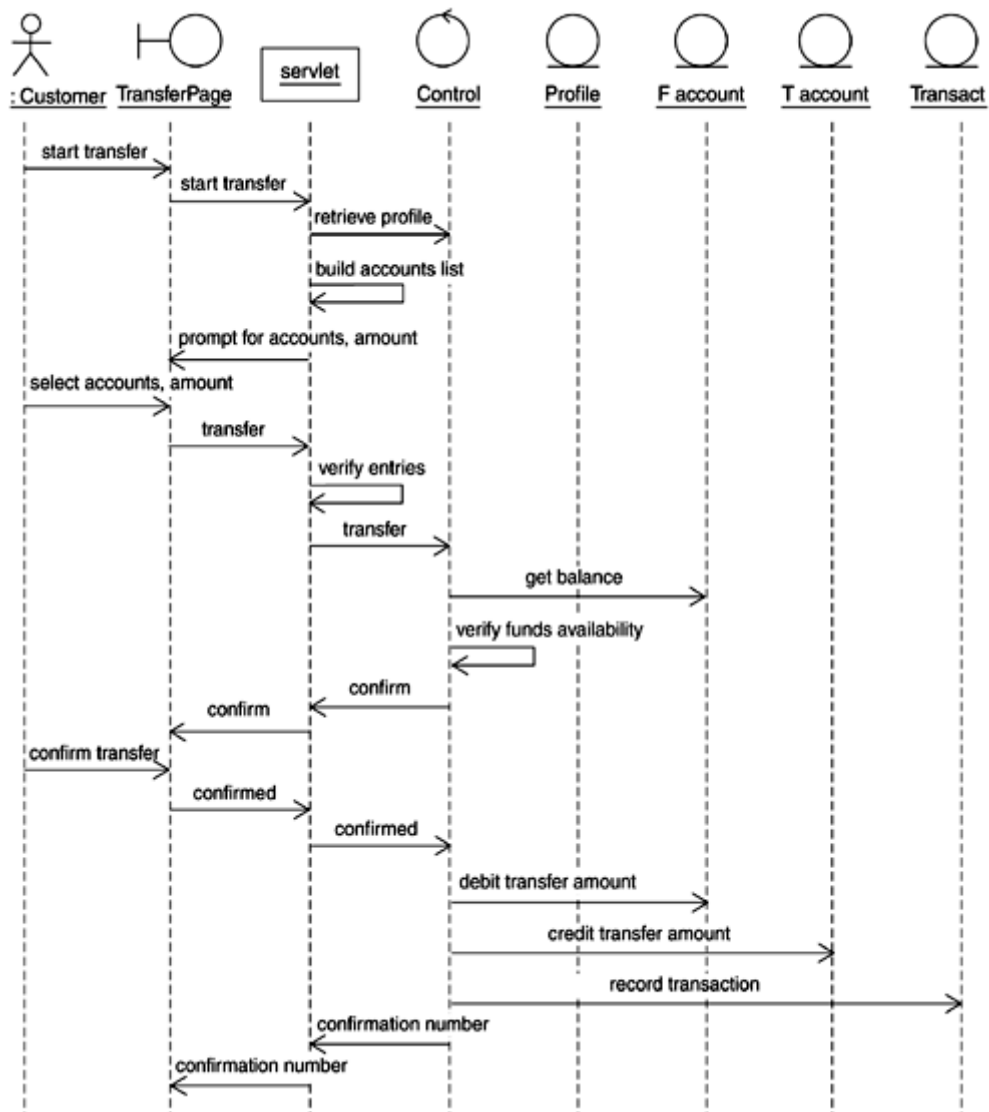 servlet
: Customer
TransferPage
Control
Profile
F account
T account
Transact
start transfer
start transfer
retrieve profile
build accounts list
prompt for accounts, amount
select accounts, amount
transfer
verify entries
transfer
get balance
verify funds availability
confirm
confirm
confirm transfer
confirmed
confirmed
debit transfer amount
credit transfer amount
record transaction
confirmation number
confirmation number